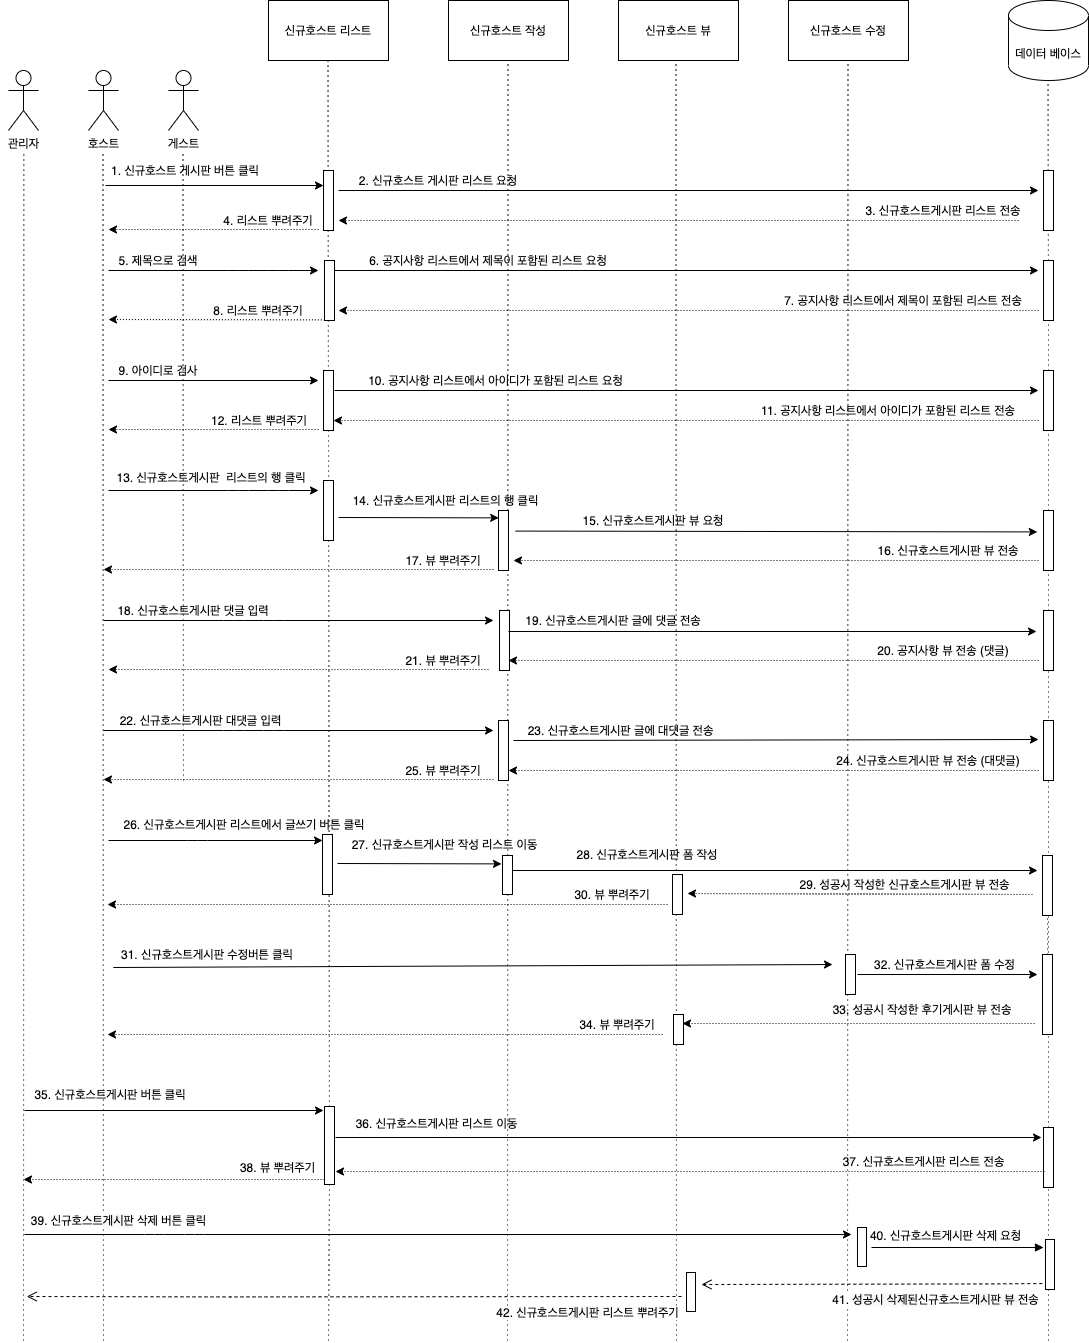 신규호스트 리스트
신규호스트 작성
신규호스트 뷰
신규호스트 수정
데이터 베이스
관리자
호스트
게스트
1. 신규호스트 게시판 버튼 클릭
2. 신규호스트 게시판 리스트 요청
3. 신규호스트게시판 리스트 전송
4. 리스트 뿌려주기
5. 제목으로 검색
6. 공지사항 리스트에서 제목이 포함된 리스트 요청
7. 공지사항 리스트에서 제목이 포함된 리스트 전송
8. 리스트 뿌려주기
9. 아이디로 검사
10. 공지사항 리스트에서 아이디가 포함된 리스트 요청
11. 공지사항 리스트에서 아이디가 포함된 리스트 전송
12. 리스트 뿌려주기
13. 신규호스트게시판 리스트의 행 클릭
14. 신규호스트게시판 리스트의 행 클릭
15. 신규호스트게시판 뷰 요청
16. 신규호스트게시판 뷰 전송
17. 뷰 뿌려주기
18. 신규호스트게시판 댓글 입력
19. 신규호스트게시판 글에 댓글 전송
20. 공지사항 뷰 전송 (댓글)
21. 뷰 뿌려주기
22. 신규호스트게시판 대댓글 입력
23. 신규호스트게시판 글에 대댓글 전송
24. 신규호스트게시판 뷰 전송 (대댓글)
25. 뷰 뿌려주기
26. 신규호스트게시판 리스트에서 글쓰기 버튼 클릭
27. 신규호스트게시판 작성 리스트 이동
28. 신규호스트게시판 폼 작성
29. 성공시 작성한 신규호스트게시판 뷰 전송
30. 뷰 뿌려주기
31. 신규호스트게시판 수정버튼 클릭
32. 신규호스트게시판 폼 수정
33. 성공시 작성한 후기게시판 뷰 전송
34. 뷰 뿌려주기
35. 신규호스트게시판 버튼 클릭
36. 신규호스트게시판 리스트 이동
37. 신규호스트게시판 리스트 전송
38. 뷰 뿌려주기
39. 신규호스트게시판 삭제 버튼 클릭
40. 신규호스트게시판 삭제 요청
41. 성공시 삭제된신규호스트게시판 뷰 전송
42. 신규호스트게시판 리스트 뿌려주기